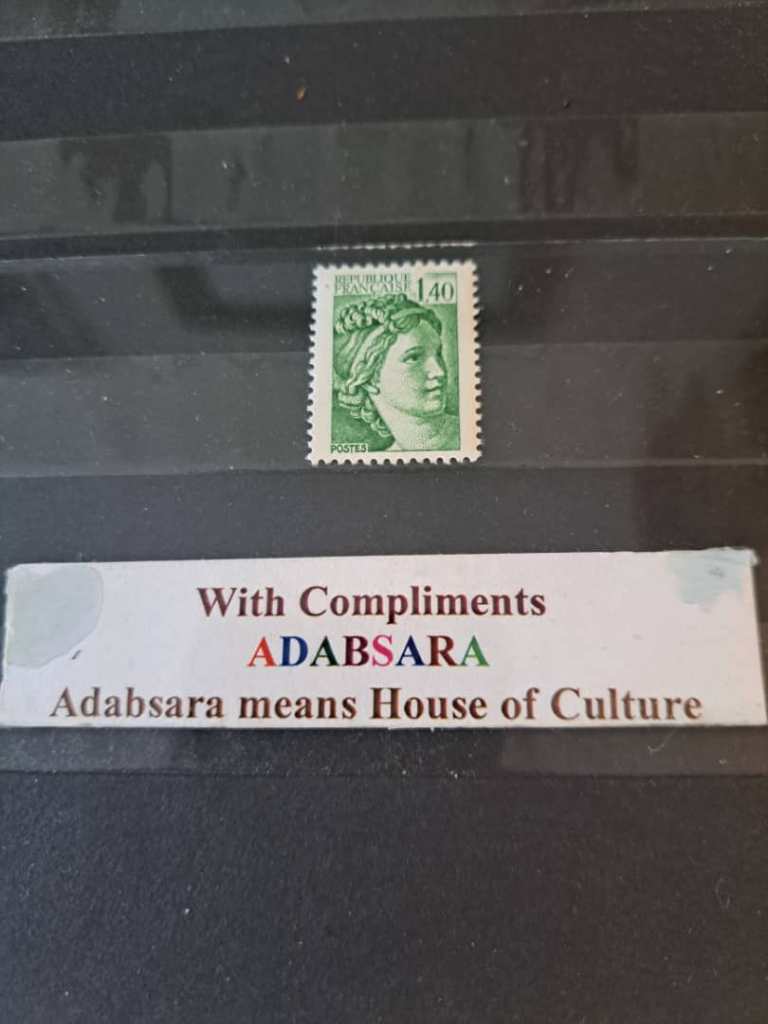 REPUBLIQUE
FRANÇAISE 1,40
POSTES
With Compliments
ADABSARA
Adabsara means House of Culture